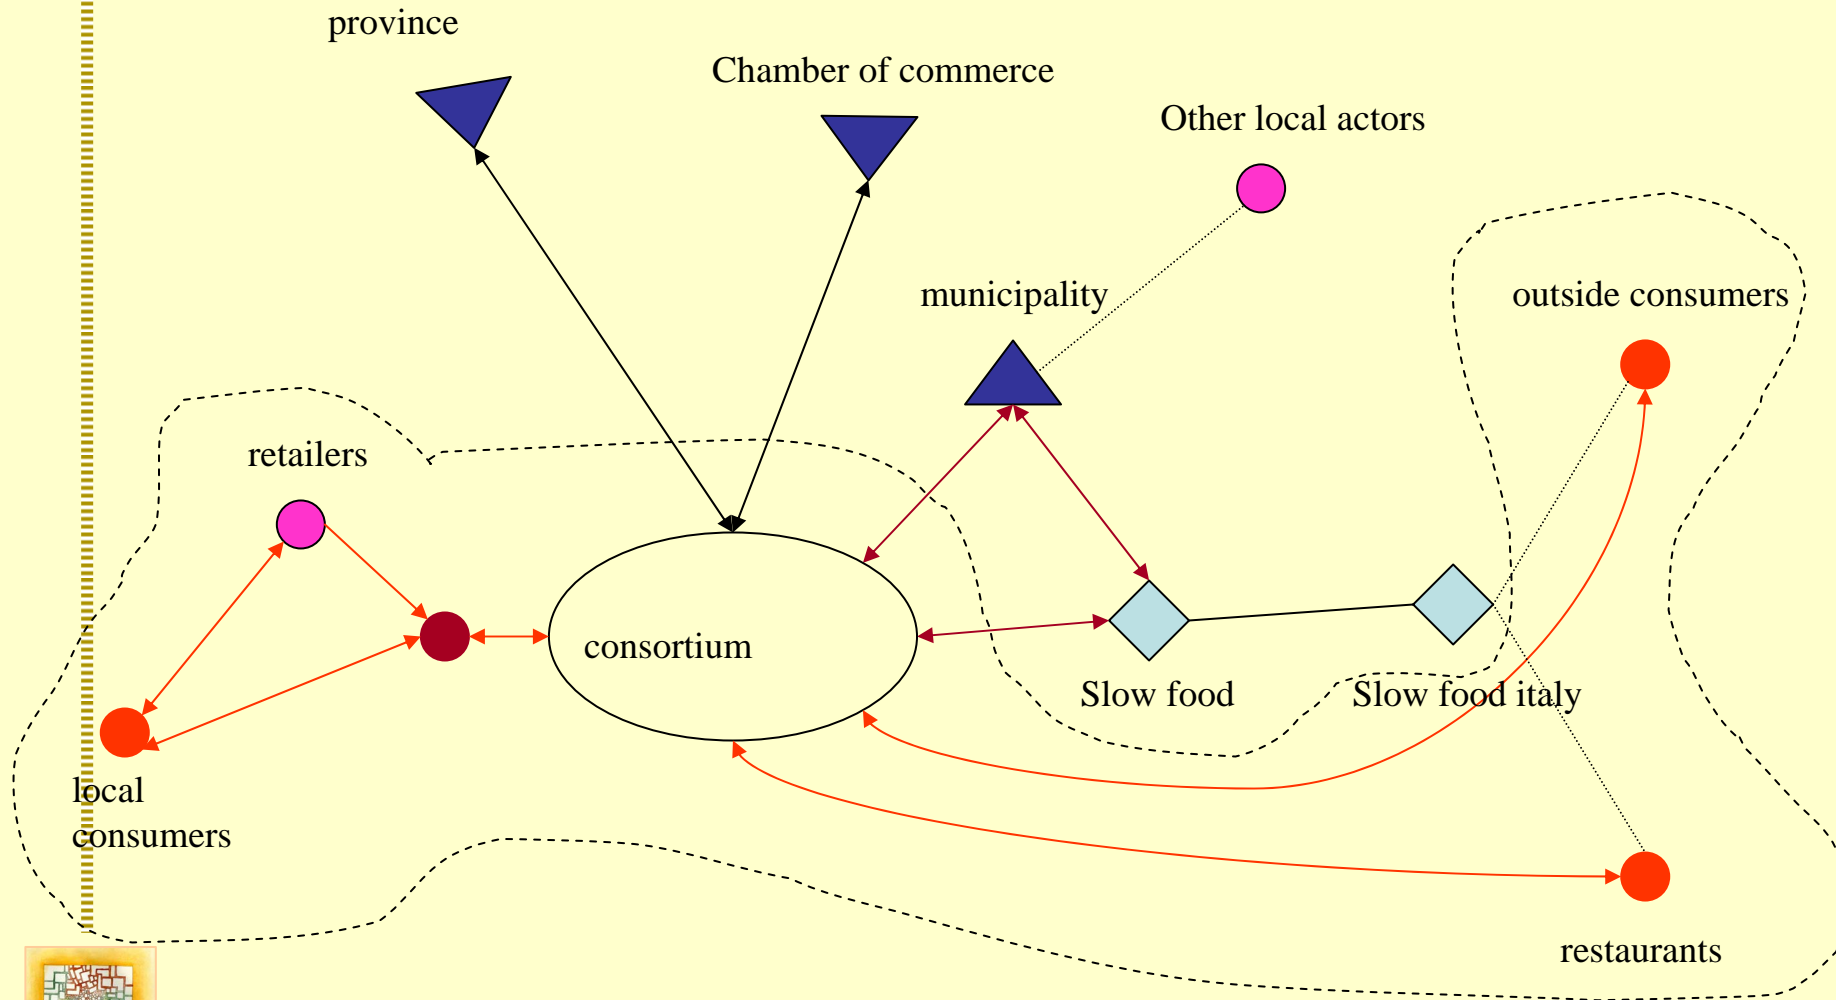 province
Chamber of commerce
Other local actors
municipality
outside consumers
retailers
consortium
Slow food
Slow food italy
local
consumers
restaurants